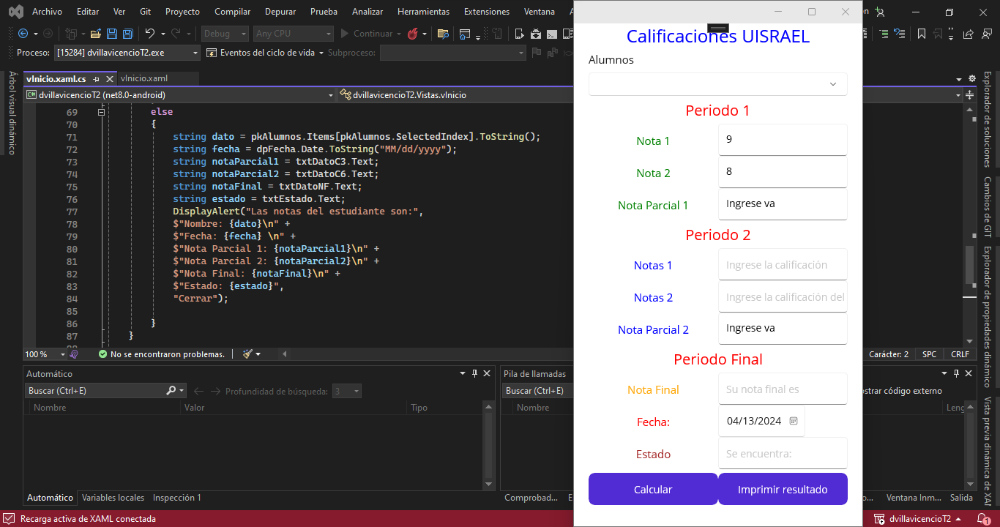 Archivo Editar Ver Git Proyecto Compilar Depurar Prueba Analizar Herramientas Extensiones Ventana
Debug Any CPU Continuar
Proceso: [15284] dvillavicencioT2.exe Eventos del ciclo de vida Subproceso:
vInicio.xaml.cs vInicio.xaml
dvillavicencioT2 (net8.0-android) dvillavicencioT2.Vistas.vInicio
69 else
70 {
71 string dato = pkAlumnos.Items[pkAlumnos.SelectedIndex].ToString();
72 string fecha = dpFecha.Date.ToString("MM/dd/yyyy");
73 string notaParcial1 = txtDatoC3.Text;
74 string notaParcial2 = txtDatoC6.Text;
75 string notaFinal = txtDatoNF.Text;
76 string estado = txtEstado.Text;
77 DisplayAlert("Las notas del estudiante son:",
78 $"Nombre: {dato}\n" +
79 $"Fecha: {fecha} \n" +
80 $"Nota Parcial 1: {notaParcial1}\n" +
81 $"Nota Parcial 2: {notaParcial2}\n" +
82 $"Nota Final: {notaFinal}\n" +
83 $"Estado: {estado}",
84 "Cerrar");
85
86 }
87 }
100 % No se encontraron problemas. Carácter: 2 SPC CRLF
Automático
Buscar (Ctrl+E) Profundidad de búsqueda: 3
Nombre Valor Tipo
Automático Variables locales Inspección 1
Pila de llamadas
Buscar (Ctrl+E) código externo
Nombre
Comprobad... Ventana Inm... Salida
Recarga activa de XAML conectada dvillavicencioT2 1
Árbol visual dinámico
Explorador de soluciones
Cambios de GIT
Explorador de propiedades dinámico
Vista previa dinámica de
Calificaciones UISRAEL
Alumnos
Periodo 1
Nota 1 9
Nota 2 8
Nota Parcial 1 Ingrese va
Periodo 2
Notas 1 Ingrese la calificación
Notas 2 Ingrese la calificación del
Nota Parcial 2 Ingrese va
Periodo Final
Nota Final Su nota final es
Fecha: 04/13/2024
Estado Se encuentra:
Calcular Imprimir resultado